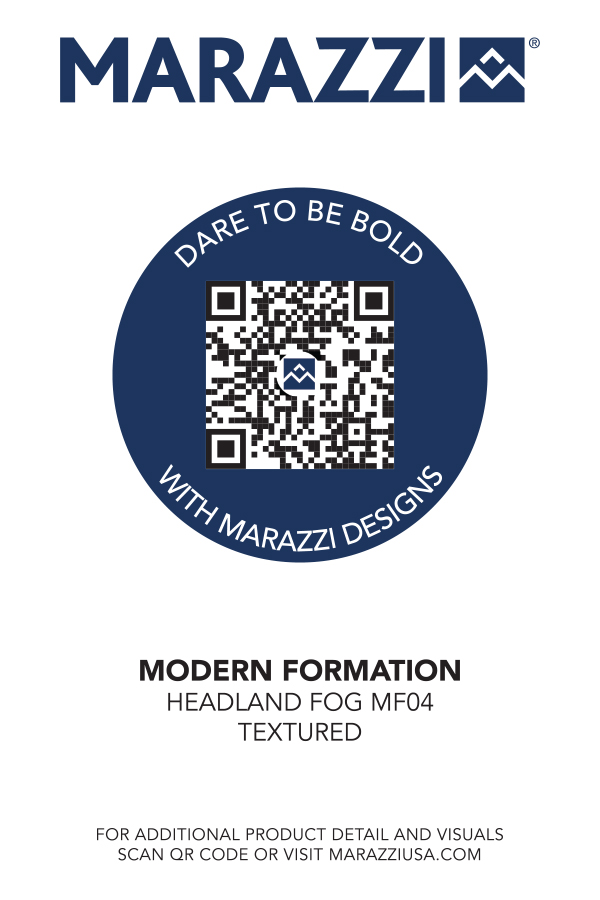 MARAZZI®
DARE TO BE BOLD
WITH MARAZZI DESIGNS
MODERN FORMATION
HEADLAND FOG MF04
TEXTURED
FOR ADDITIONAL PRODUCT DETAIL AND VISUALS
SCAN QR CODE OR VISIT MARAZZIUSA.COM